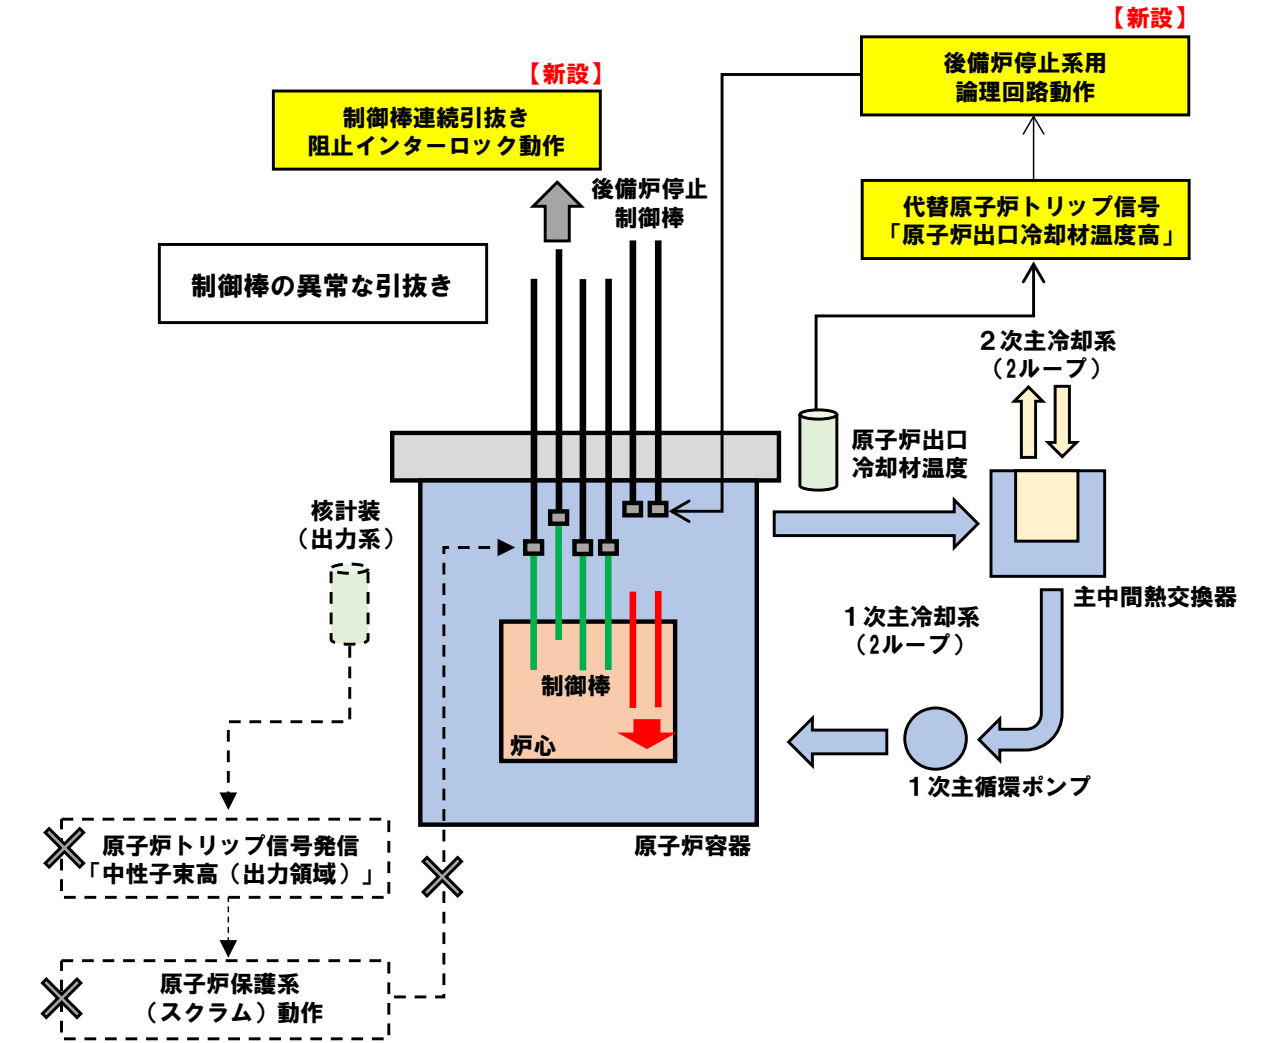 【新設】
後備炉停止系用
論理回路動作
【新設】
制御棒連続引抜き
阻止インターロック動作
後備炉停止
制御棒
代替原子炉トリップ信号
「原子炉出口冷却材温度高」
制御棒の異常な引抜き
２次主冷却系
（2ループ）
原子炉出口
冷却材温度
核計装
（出力系）
主中間熱交換器
１次主冷却系
（2ループ）
制御棒
炉心
１次主循環ポンプ
原子炉容器
原子炉トリップ信号発信
「中性子束高（出力領域）」
原子炉保護系
（スクラム）動作